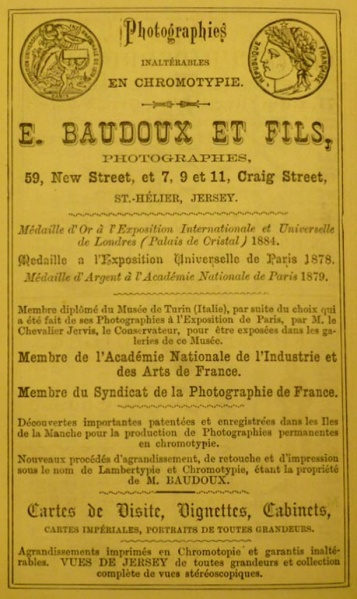 Photographies
INALTÉRABLES
EN CHROMOTYPIE.
RÉPUBLIQUE FRANÇAISE
E. BAUDOUX ET FILS,
PHOTOGRAPHES,
59, New Street, et 7, 9 et 11, Craig Street,
ST.-HÉLIER, JERSEY.
Médaille d'Or à l'Exposition Internationale et Universelle
de Londres (Palais de Cristal) 1884.
Medaille a l'Exposition Universelle de Paris 1878.
Médaille d'Argent à l'Académie Nationale de Paris 1879.
Membre diplômé du Musée de Turin (Italie), par suite du choix qui
a été fait de ses Photographies à l'Exposition de Paris, par M. le
Chevalier Jervis, le Conservateur, pour être exposées dans les ga-
leries de ce Musée.
Membre de l'Académie Nationale de l'Industrie et
des Arts de France.
Membre du Syndicat de la Photographie de France.
Découvertes importantes patentées et enregistrées dans les Iles
de la Manche pour la production de Photographies permanentes
en chromotypie.
Nouveaux procédés d'agrandissement, de retouche et d'impression
sous le nom de Lambertypie et Chromotypie, étant la propriété
de M. BAUDOUX.
Cartes de Visite, Vignettes, Cabinets,
CARTES IMPÉRIALES, PORTRAITS DE TOUTES GRANDEURS.
Agrandissements imprimés en Chromotopie et garantis inalté-
rables. VUES DE JERSEY de toutes grandeurs et collection
complète de vues stéréoscopiques.